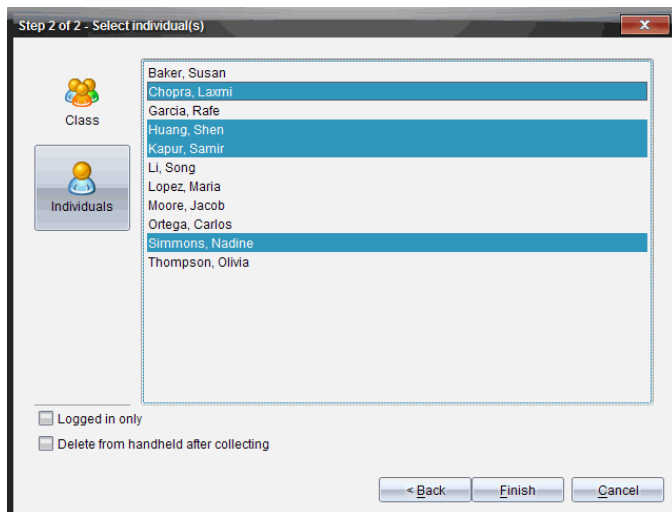 Step 2 of 2 - Select individual(s)
Class
Individuals
Baker, Susan
Chopra, Laxmi
Garcia, Rafe
Huang, Shen
Kapur, Samir
Li, Song
Lopez, Maria
Moore, Jacob
Ortega, Carlos
Simmons, Nadine
Thompson, Olivia
Logged in only
Delete from handheld after collecting
< Back
Finish
Cancel